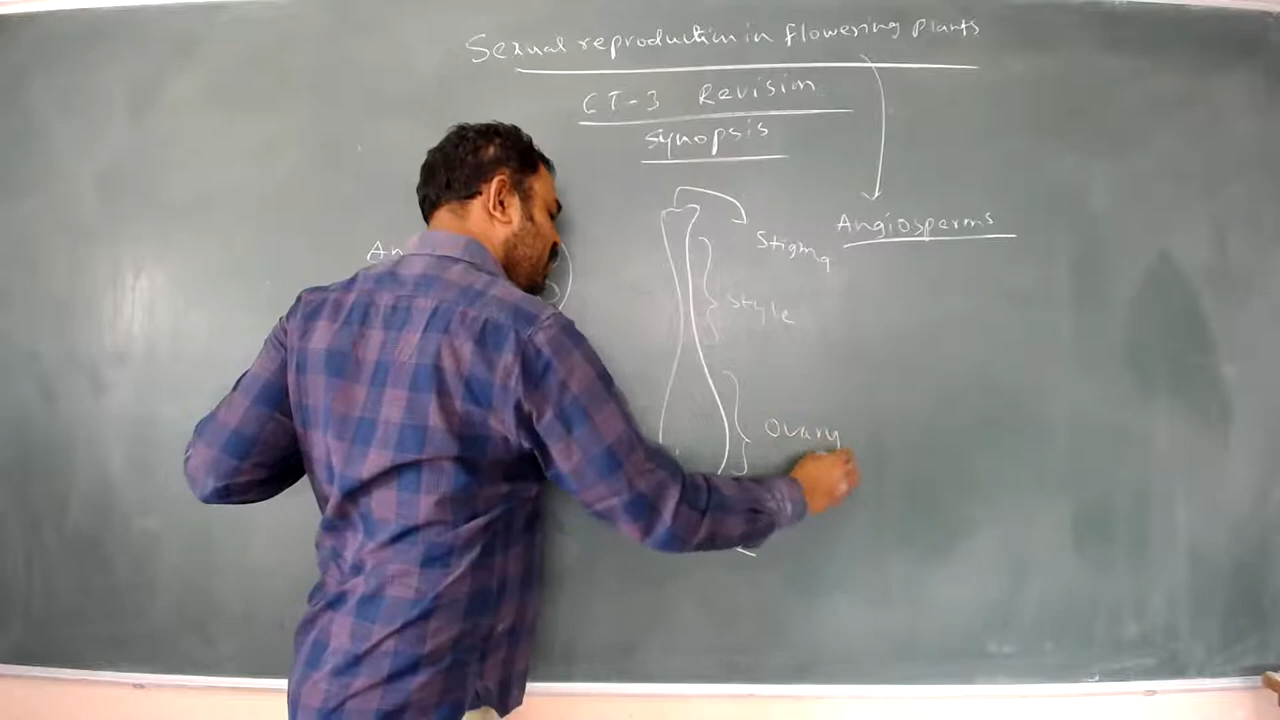 Sexual reproduction in flowering plants
CT-3 Revision
Synopsis
Angiosperms
Stigma
Style
Ovary